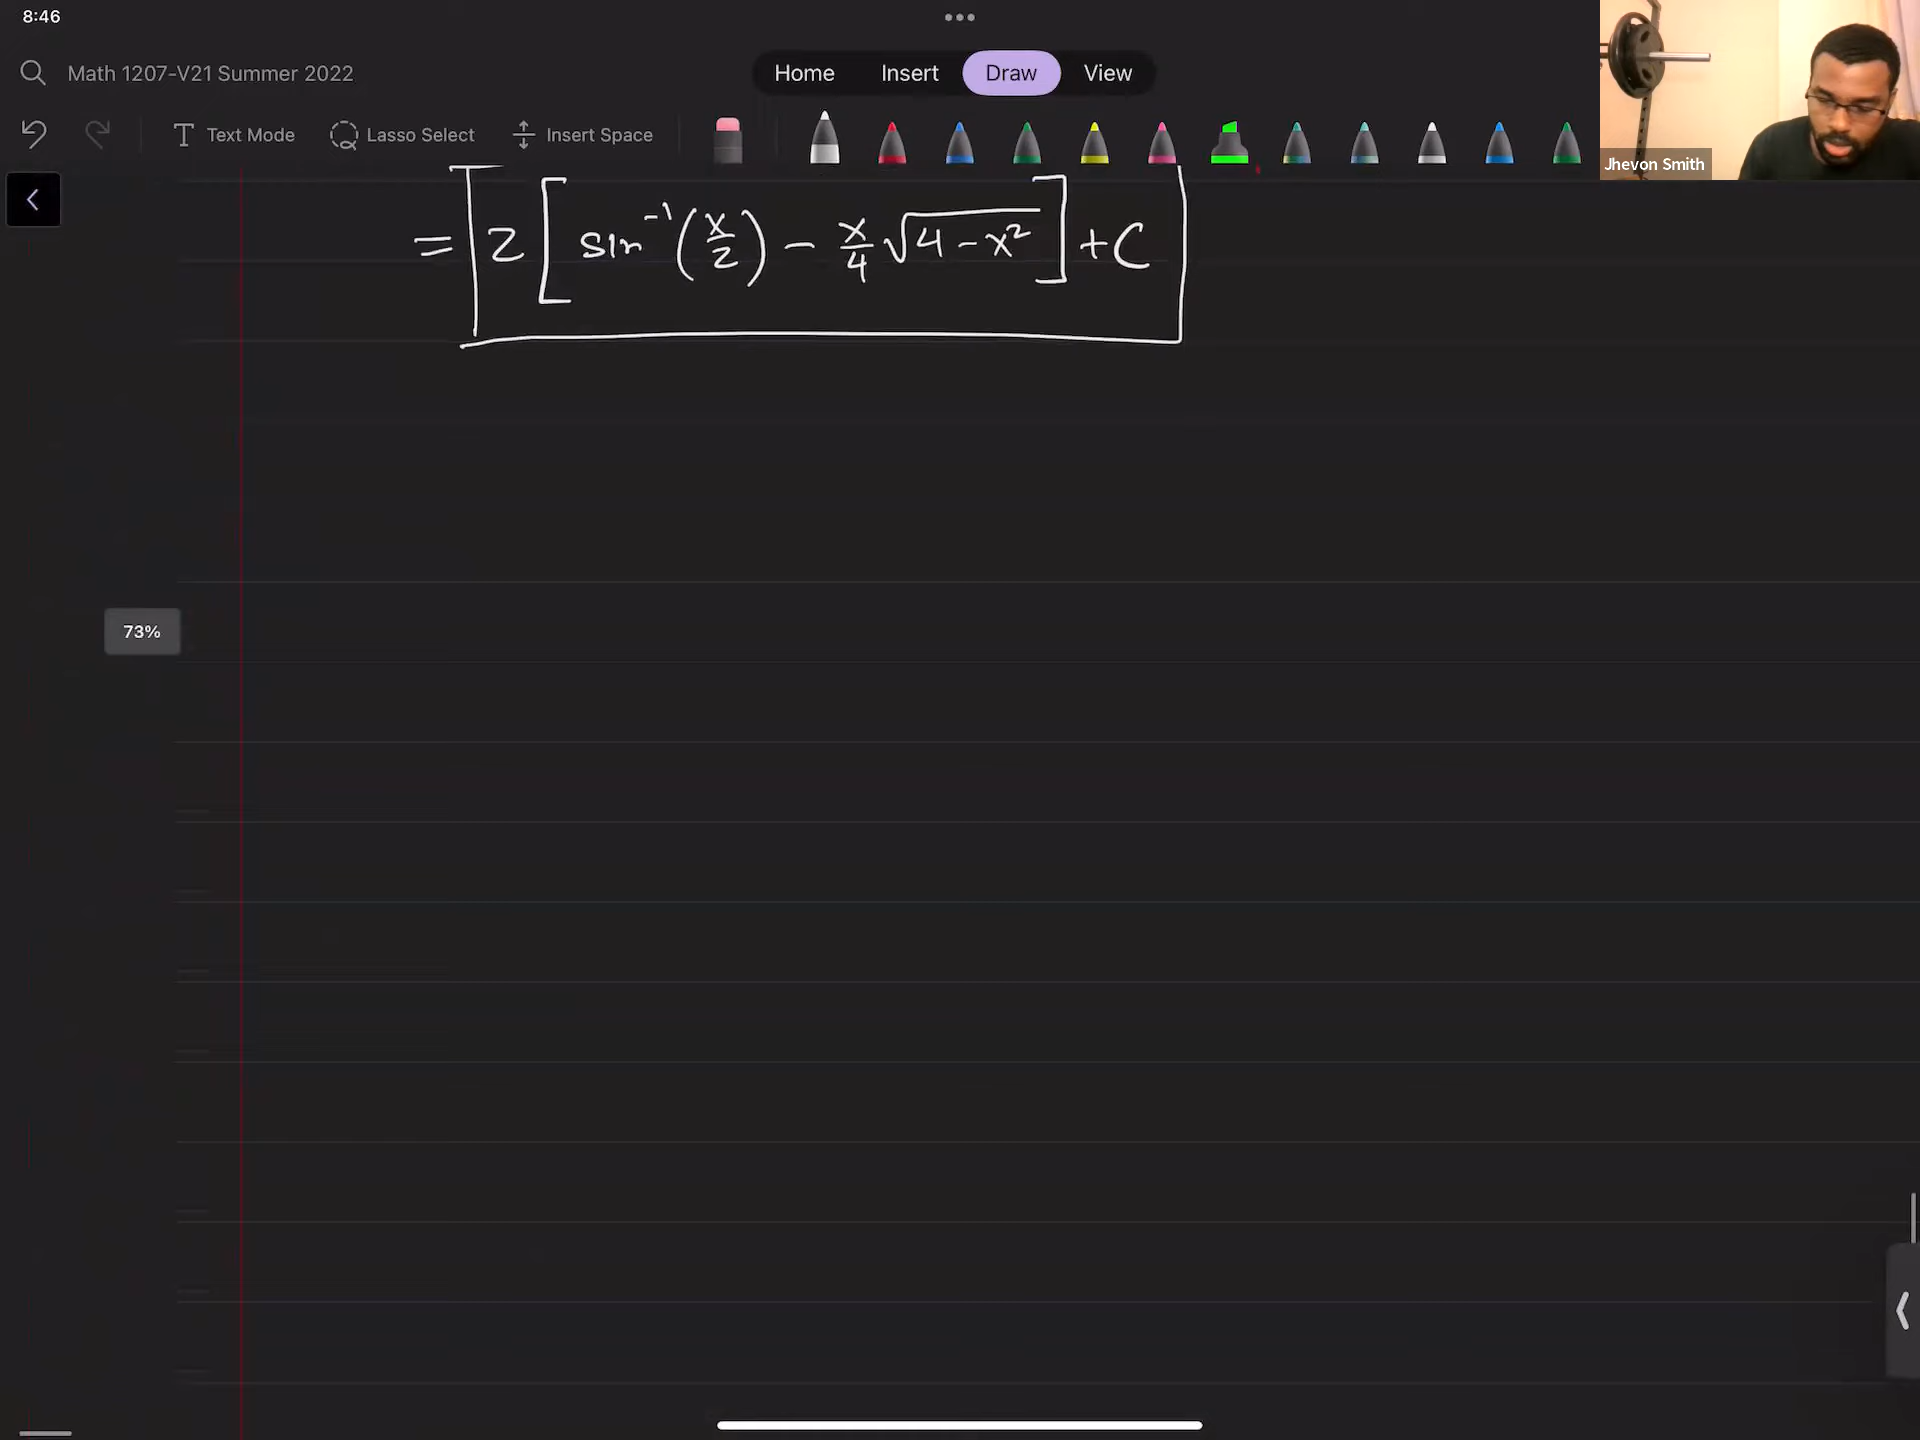 8:46
Math 1207-V21 Summer 2022
Home Insert Draw View
Text Mode Lasso Select Insert Space
Jhevon Smith
= 2[sin⁻¹(x/2) − x/4 √(4−x²)] + C
73%